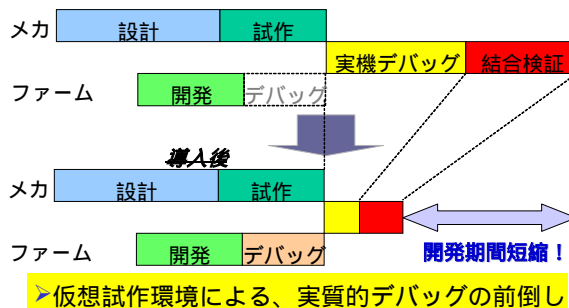 メカ 設計 試作
実機デバッグ 結合検証
ファーム 開発 デバッグ
導入後
メカ 設計 試作
ファーム 開発 デバッグ 開発期間短縮!
➢仮想試作環境による、実質的デバッグの前倒し